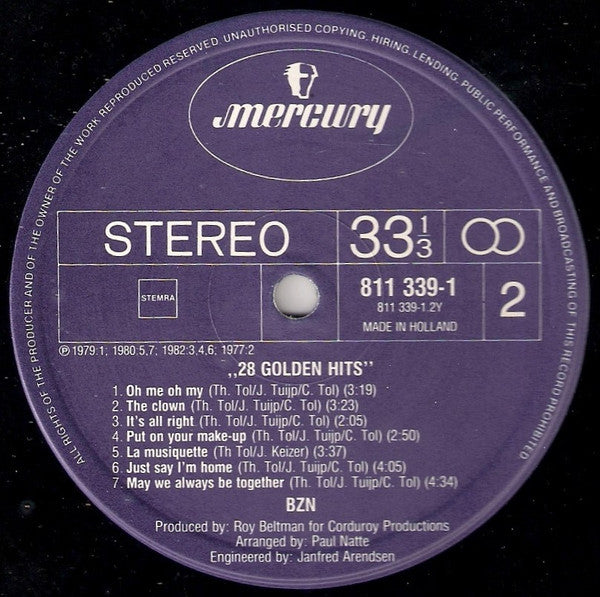 ALL RIGHTS OF THE PRODUCER AND OF THE OWNER OF THE WORK REPRODUCED RESERVED. UNAUTHORISED COPYING, HIRING, LENDING, PUBLIC PERFORMANCE AND BROADCASTING OF THIS RECORD PROHIBITED
mercury
STEREO 33 1/3
STEMRA
811 339-1
811 339-1.2Y
MADE IN HOLLAND
2
℗ 1979:1; 1980:5,7; 1982:3,4,6; 1977:2
,,28 GOLDEN HITS''
1. Oh me oh my (Th. Tol/J. Tuijp/C. Tol) (3:19)
2. The clown (Th. Tol/J. Tuijp/C. Tol) (3:23)
3. It's all right (Th. Tol/J. Tuijp/C. Tol) (2:05)
4. Put on your make-up (Th. Tol/J. Tuijp/C. Tol) (2:50)
5. La musiquette (Th Tol/J. Keizer) (3:37)
6. Just say I'm home (Th. Tol/J. Tuijp/C. Tol) (4:05)
7. May we always be together (Th. Tol/J. Tuijp/C. Tol) (4:34)
BZN
Produced by: Roy Beltman for Corduroy Productions
Arranged by: Paul Natte
Engineered by: Janfred Arendsen